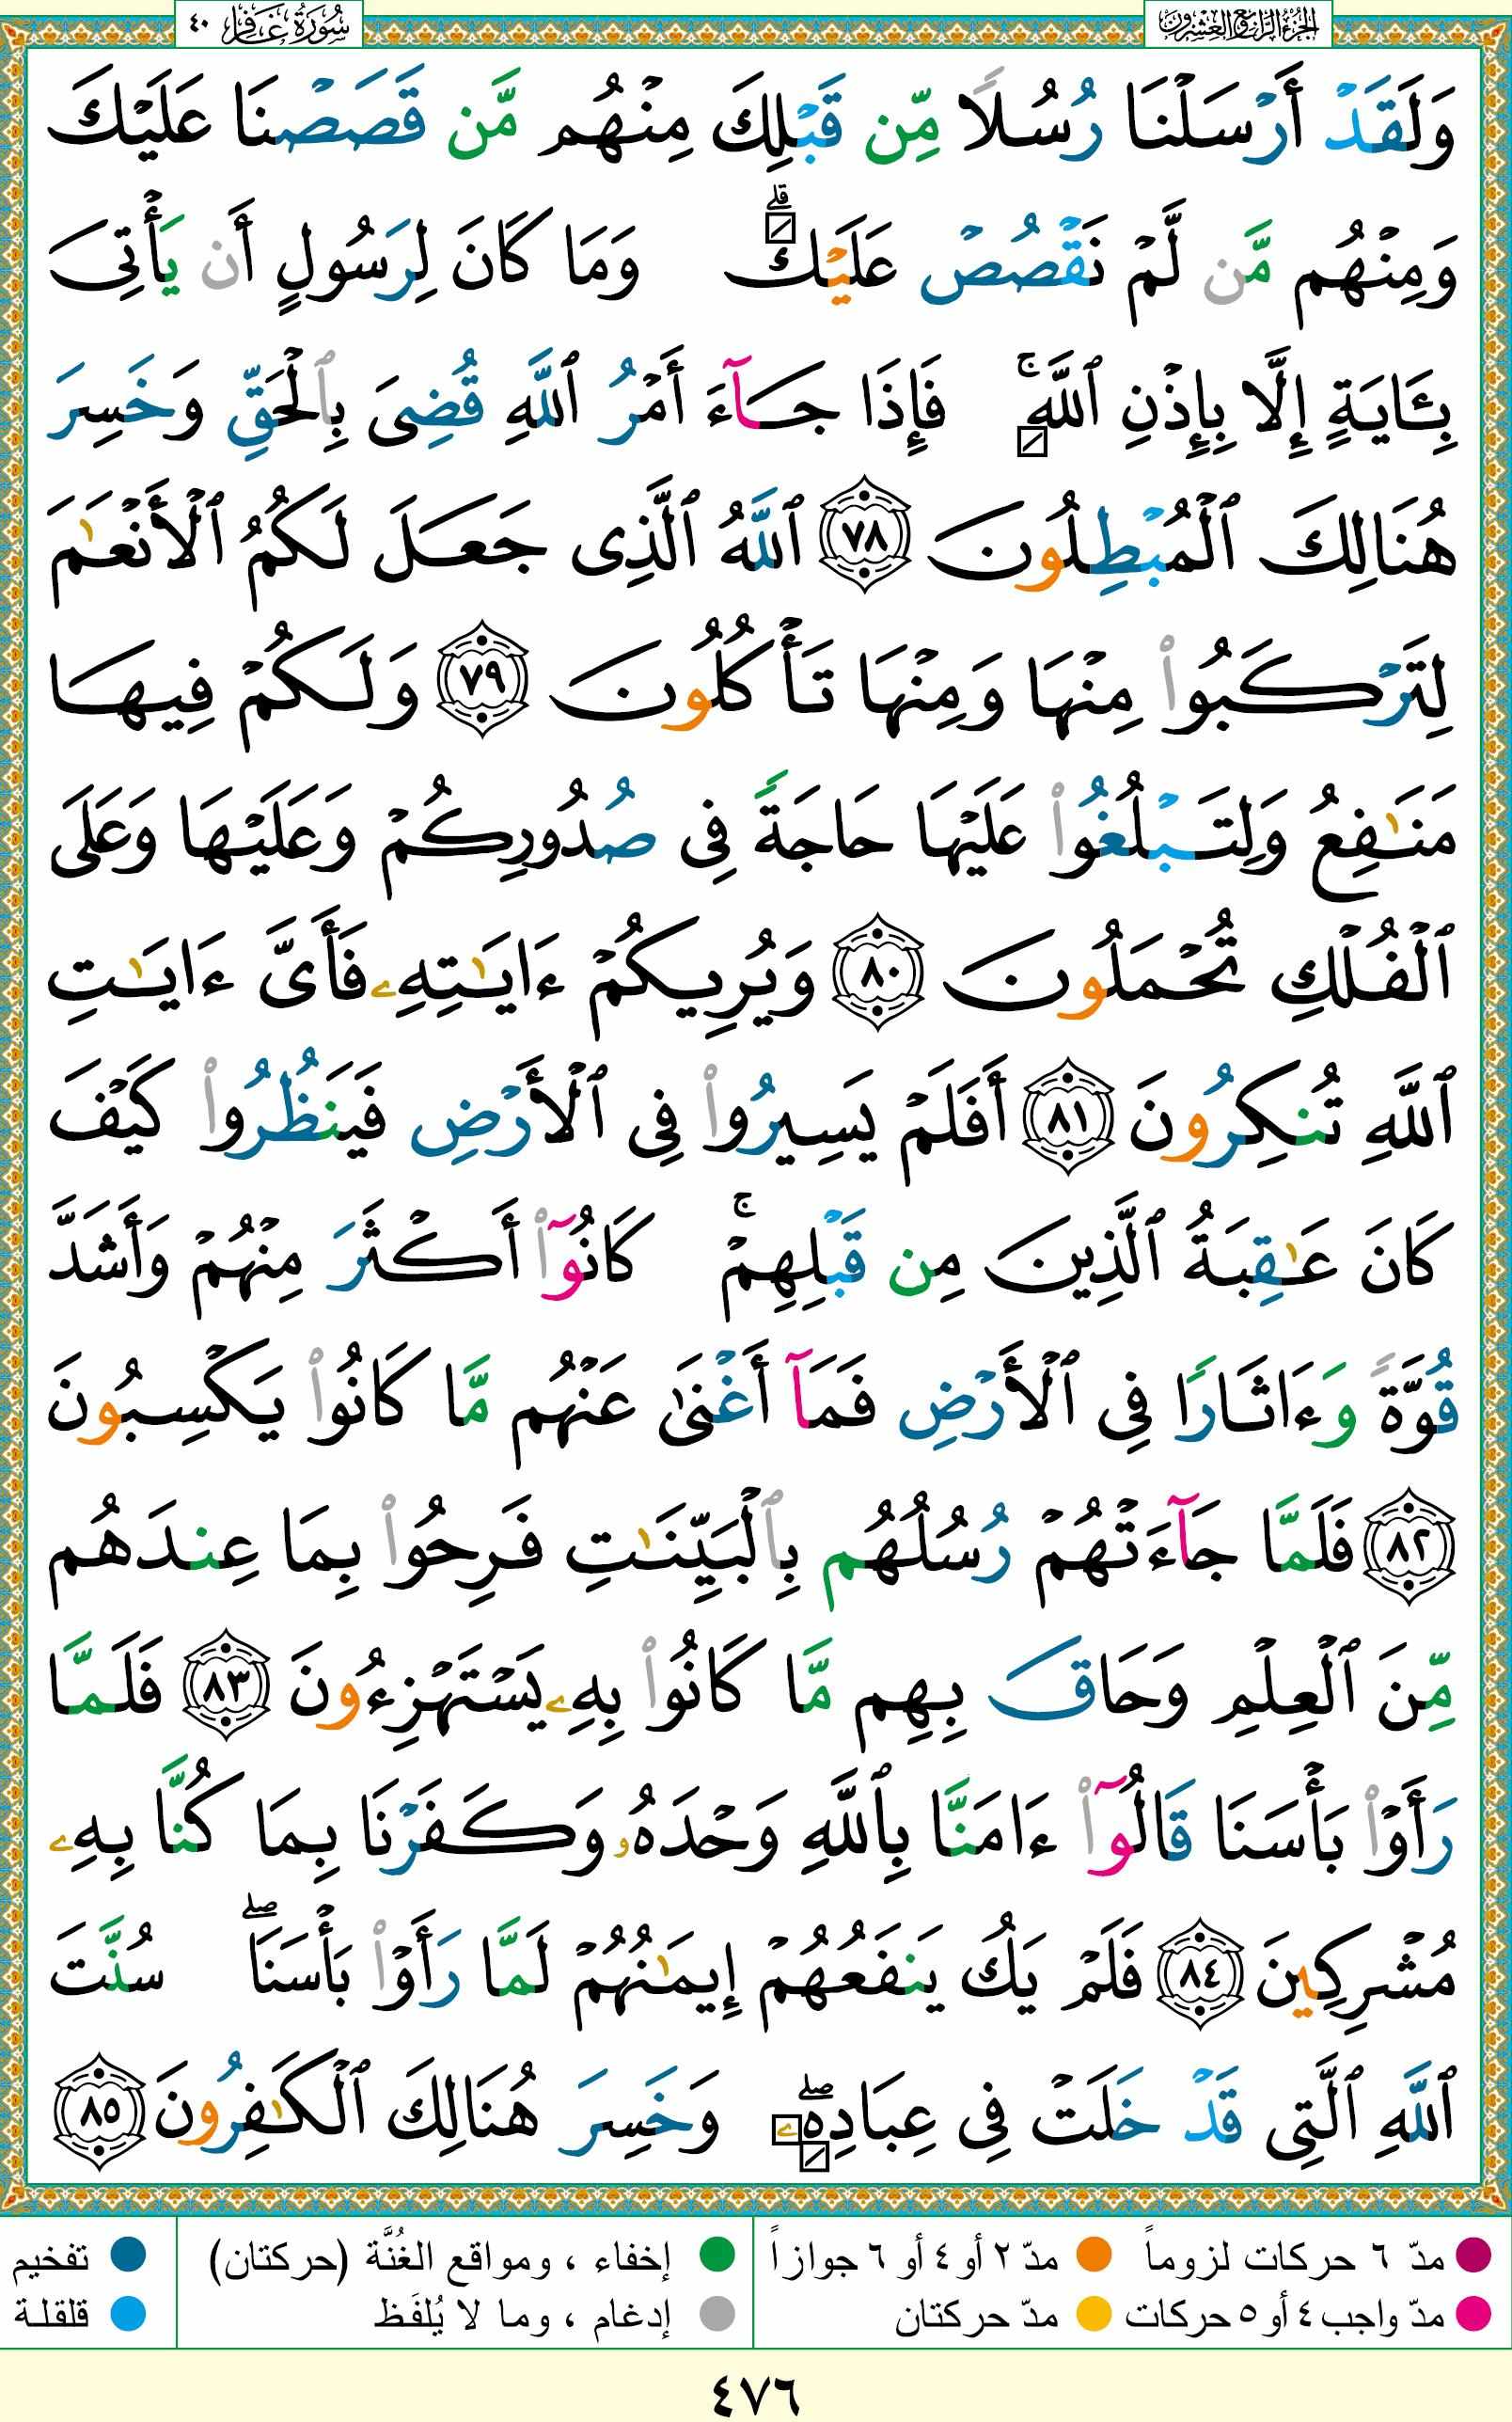 الجزء الرابع والعشرون
سورة غافر ٤٠
وَلَقَدْ أَرْسَلْنَا رُسُلًا مِّن قَبْلِكَ مِنْهُم مَّن قَصَصْنَا عَلَيْكَ
وَمِنْهُم مَّن لَّمْ نَقْصُصْ عَلَيْكَ ۗ وَمَا كَانَ لِرَسُولٍ أَن يَأْتِىَ
بِـَٔايَةٍ إِلَّا بِإِذْنِ ٱللَّهِ ۚ فَإِذَا جَآءَ أَمْرُ ٱللَّهِ قُضِىَ بِٱلْحَقِّ وَخَسِرَ
هُنَالِكَ ٱلْمُبْطِلُونَ ٧٨ ٱللَّهُ ٱلَّذِى جَعَلَ لَكُمُ ٱلْأَنْعَٰمَ
لِتَرْكَبُوا۟ مِنْهَا وَمِنْهَا تَأْكُلُونَ ٧٩ وَلَكُمْ فِيهَا
مَنَٰفِعُ وَلِتَبْلُغُوا۟ عَلَيْهَا حَاجَةً فِى صُدُورِكُمْ وَعَلَيْهَا وَعَلَى
ٱلْفُلْكِ تُحْمَلُونَ ٨٠ وَيُرِيكُمْ ءَايَٰتِهِۦ فَأَىَّ ءَايَٰتِ
ٱللَّهِ تُنكِرُونَ ٨١ أَفَلَمْ يَسِيرُوا۟ فِى ٱلْأَرْضِ فَيَنظُرُوا۟ كَيْفَ
كَانَ عَٰقِبَةُ ٱلَّذِينَ مِن قَبْلِهِمْ ۚ كَانُوٓا۟ أَكْثَرَ مِنْهُمْ وَأَشَدَّ
قُوَّةً وَءَاثَارًا فِى ٱلْأَرْضِ فَمَآ أَغْنَىٰ عَنْهُم مَّا كَانُوا۟ يَكْسِبُونَ
٨٢ فَلَمَّا جَآءَتْهُمْ رُسُلُهُم بِٱلْبَيِّنَٰتِ فَرِحُوا۟ بِمَا عِندَهُم
مِّنَ ٱلْعِلْمِ وَحَاقَ بِهِم مَّا كَانُوا۟ بِهِۦ يَسْتَهْزِءُونَ ٨٣ فَلَمَّا
رَأَوْا۟ بَأْسَنَا قَالُوٓا۟ ءَامَنَّا بِٱللَّهِ وَحْدَهُۥ وَكَفَرْنَا بِمَا كُنَّا بِهِۦ
مُشْرِكِينَ ٨٤ فَلَمْ يَكُ يَنفَعُهُمْ إِيمَٰنُهُمْ لَمَّا رَأَوْا۟ بَأْسَنَا ۖ سُنَّتَ
ٱللَّهِ ٱلَّتِى قَدْ خَلَتْ فِى عِبَادِهِۦ ۖ وَخَسِرَ هُنَالِكَ ٱلْكَٰفِرُونَ ٨٥
مدّ ٦ حركات لزوماً مدّ ٢ أو ٤ أو ٦ جوازاً إخفاء ، ومواقع الغُنَّة (حركتان) تفخيم
مدّ واجب ٤ أو ٥ حركات مدّ حركتان إدغام ، وما لا يُلفَظ قلقلة
٤٧٦